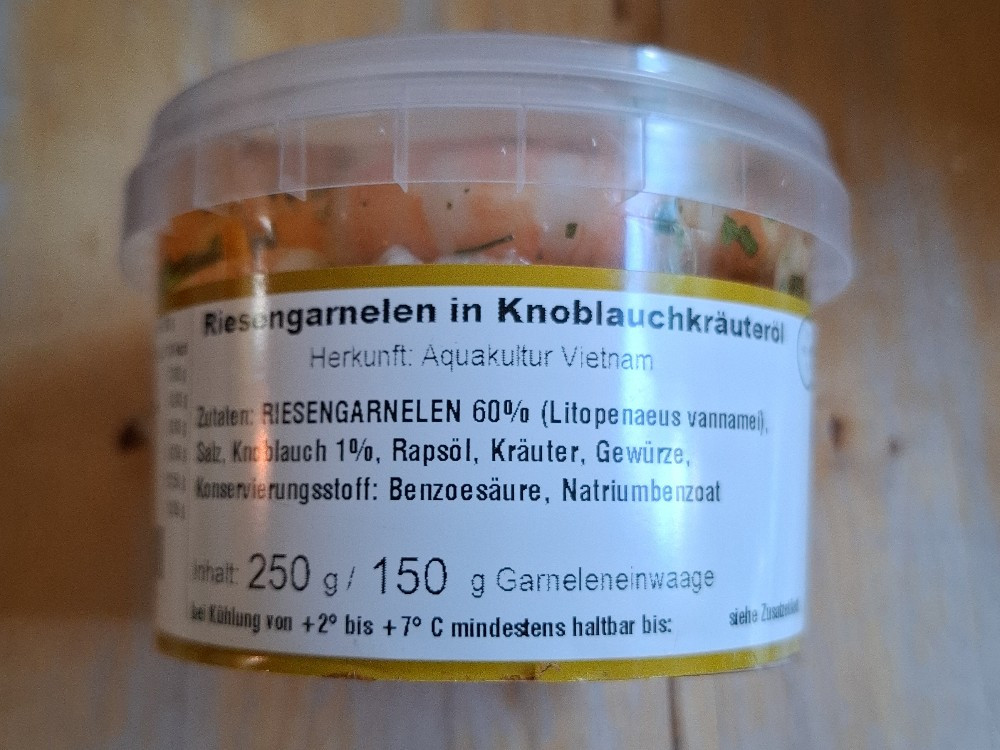 Riesengarnelen in Knoblauchkräuteröl
Herkunft: Aquakultur Vietnam
Zutaten: RIESENGARNELEN 60% (Litopenaeus vannamei),
Salz, Knoblauch 1%, Rapsöl, Kräuter, Gewürze,
Konservierungsstoff: Benzoesäure, Natriumbenzoat
Inhalt: 250 g / 150 g Garneleneinwaage
bei Kühlung von +2° bis +7° C mindestens haltbar bis: siehe